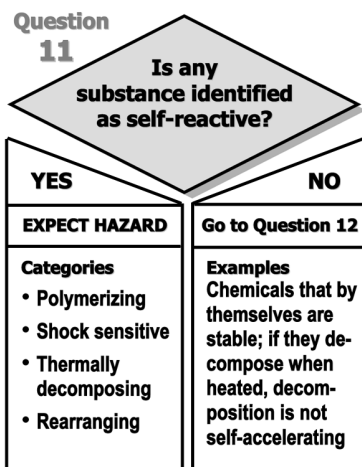 Question
11
Is any
substance identified
as self-reactive?
YES
NO
EXPECT HAZARD
Go to Question 12
Categories
• Polymerizing
• Shock sensitive
• Thermally
decomposing
• Rearranging
Examples
Chemicals that by
themselves are
stable; if they de-
compose when
heated, decom-
position is not
self-accelerating